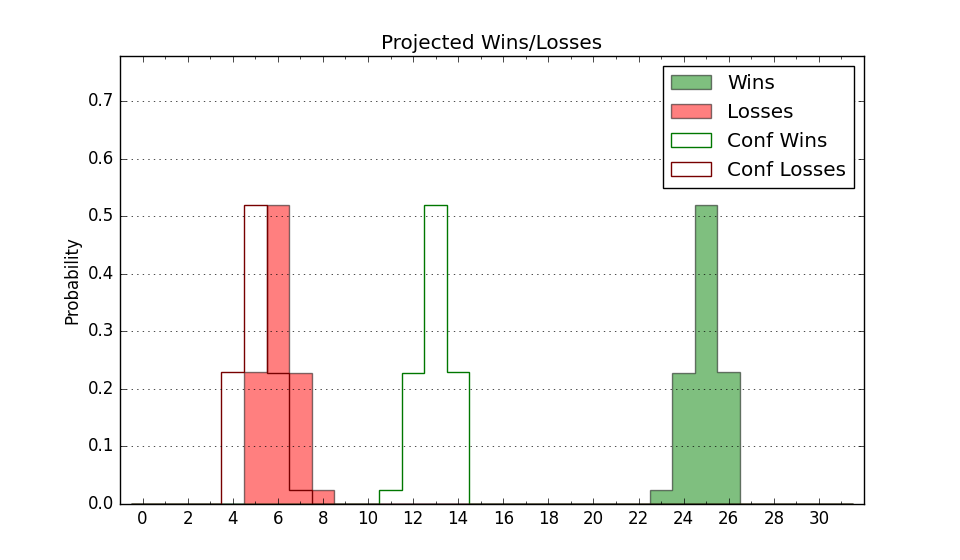 Projected Wins/Losses
Wins
Losses
Conf Wins
Conf Losses
Probability
0.7
0.6
0.5
0.4
0.3
0.2
0.1
0.0
0 2 4 6 8 10 12 14 16 18 20 22 24 26 28 30